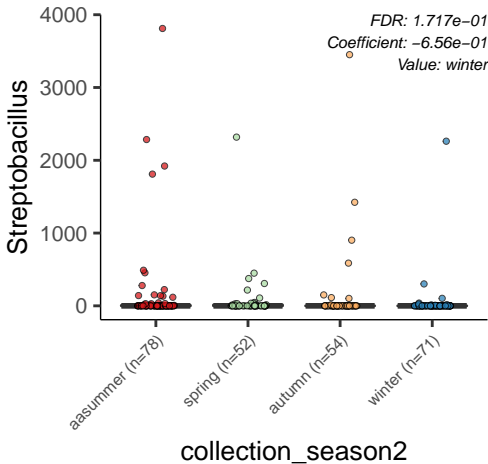 FDR: 1.717e−01
Coefficient: −6.56e−01
Value: winter
Streptobacillus
4000
3000
2000
1000
0
aasummer (n=78)
spring (n=52)
autumn (n=54)
winter (n=71)
collection_season2